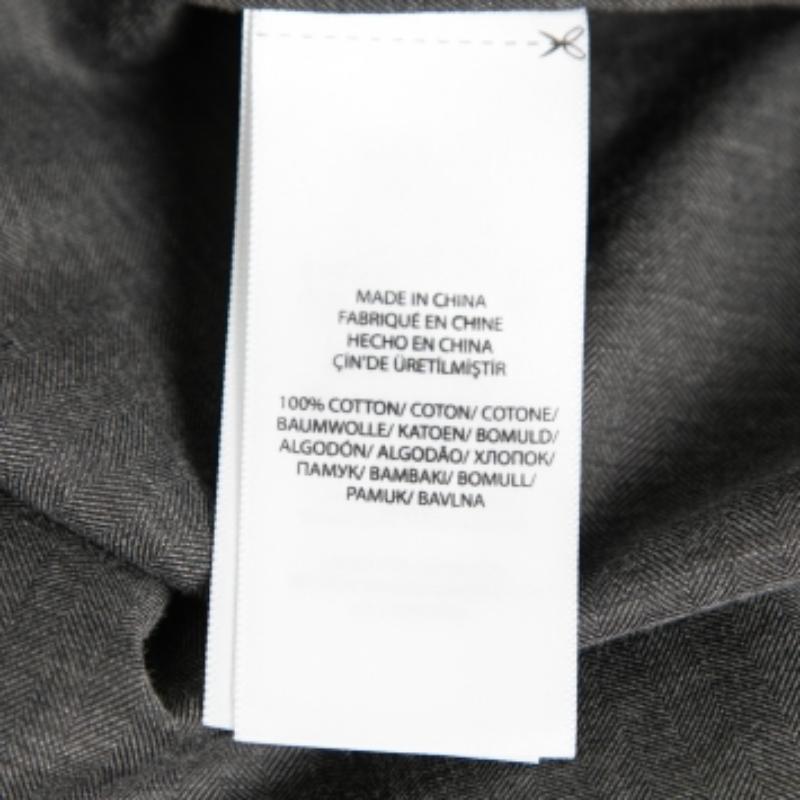 MADE IN CHINA
FABRIQUÉ EN CHINE
HECHO EN CHINA
ÇİN'DE ÜRETİLMİŞTİR
100% COTTON/ COTON/ COTONE/
BAUMWOLLE/ KATOEN/ BOMULD/
ALGODÓN/ ALGODÃO/ ХЛОПОК/
ПАМУК/ BAMBAKI/ BOMULL/
PAMUK/ BAVLNA